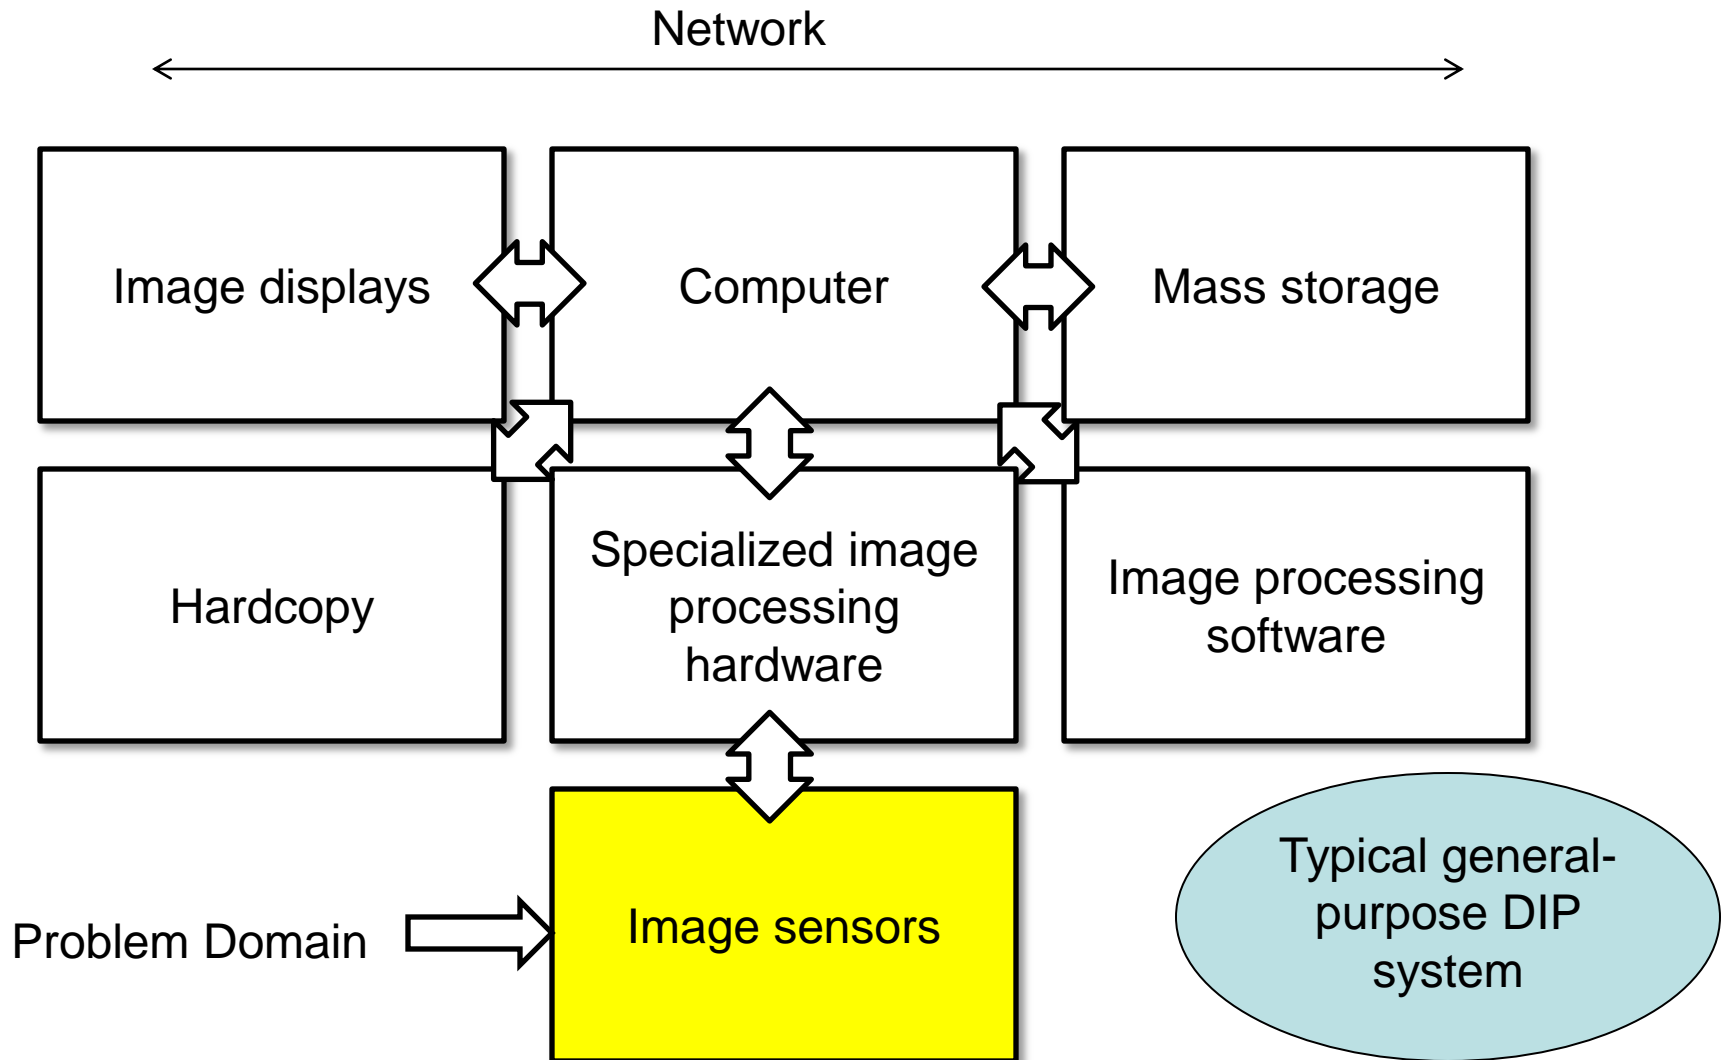 Network
Image displays
Computer
Mass storage
Hardcopy
Specialized image
processing
hardware
Image processing
software
Problem Domain
Image sensors
Typical general-
purpose DIP
system